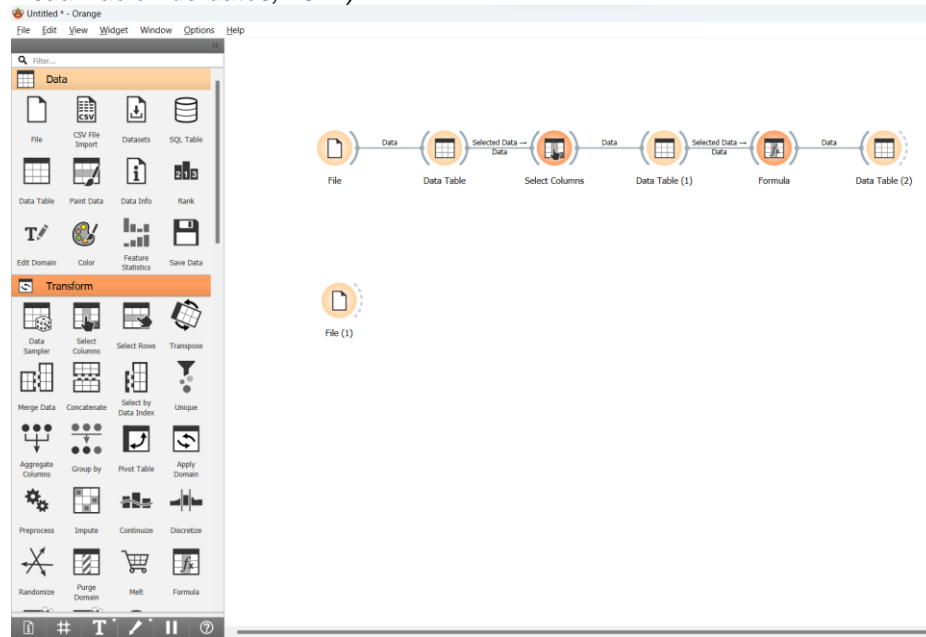 Untitled * - Orange
File Edit View Widget Window Options Help
Filter...
Data
File CSV File Import Datasets SQL Table
Data Table Paint Data Data Info Rank
Edit Domain Color Feature Statistics Save Data
Transform
Data Sampler Select Columns Select Rows Transpose
Merge Data Concatenate Select by Data Index Unique
Aggregate Columns Group by Pivot Table Apply Domain
Preprocess Impute Continuize Discretize
Randomize Purge Domain Melt Formula
Data Selected Data → Data Data Selected Data → Data Data
File Data Table Select Columns Data Table (1) Formula Data Table (2)
File (1)